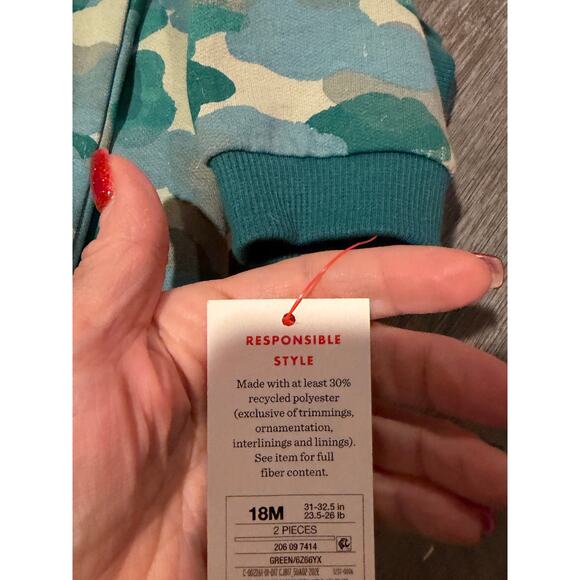 RESPONSIBLE
STYLE
Made with at least 30%
recycled polyester
(exclusive of trimmings,
ornamentation,
interlinings and linings).
See item for full
fiber content.
18M
31-32.5 in
23.5-26 lb
2 PIECES
206 09 7414
GREEN/6Z66YX